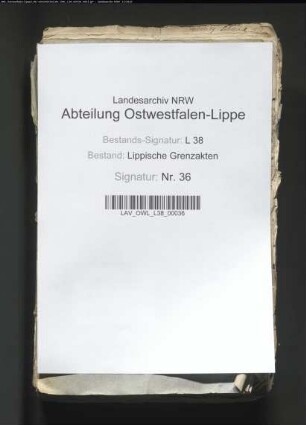 Landesarchiv NRW
Abteilung Ostwestfalen-Lippe
Bestands-Signatur: L 38
Bestand: Lippische Grenzakten
Signatur: Nr. 36
LAV_OWL_L38_00036